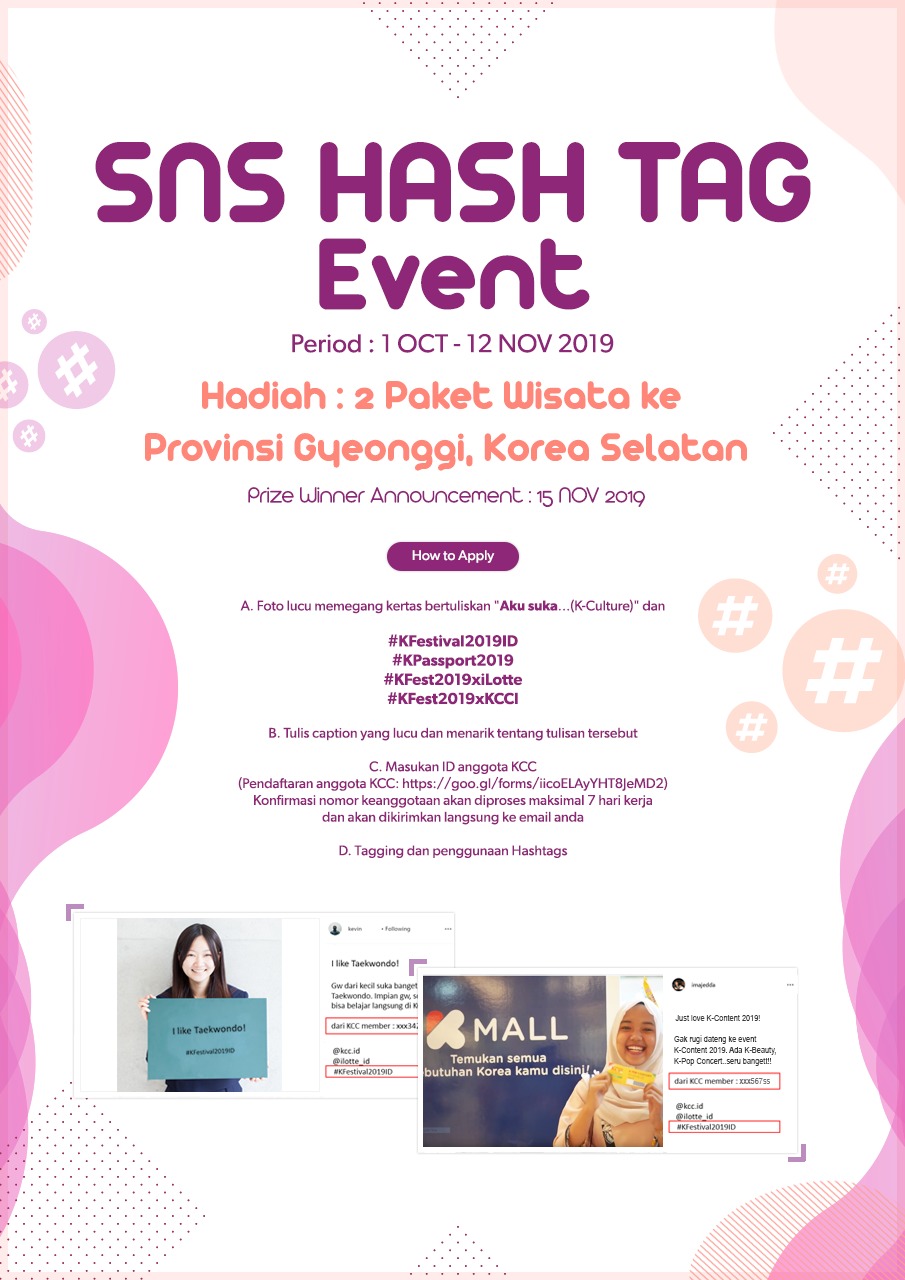 SNS HASH TAG
Event
Period : 1 OCT - 12 NOV 2019
Hadiah : 2 Paket Wisata ke
Provinsi Gyeonggi, Korea Selatan
Prize Winner Announcement : 15 NOV 2019
How to Apply
A. Foto lucu memegang kertas bertuliskan "Aku suka...(K-Culture)" dan
#KFestival2019ID
#KPassport2019
#KFest2019xiLotte
#KFest2019xKCCI
B. Tulis caption yang lucu dan menarik tentang tulisan tersebut
C. Masukan ID anggota KCC
(Pendaftaran anggota KCC: https://goo.gl/forms/iicoELAyYHT8JeMD2)
Konfirmasi nomor keanggotaan akan diproses maksimal 7 hari kerja
dan akan dikirimkan langsung ke email anda
D. Tagging dan penggunaan Hashtags
I like Taekwondo!
#KFestival2019ID
kevin • Following
I like Taekwondo!
Gw dari kecil suka banget
Taekwondo. Impian gw, s
bisa belajar langsung di K
dari KCC member : xxx342
@kcc.id
@ilotte_id
#KFestival2019ID
K MALL
Temukan semua
butuhan Korea kamu disini!
imajedda
Just love K-Content 2019!
Gak rugi dateng ke event
K-Content 2019. Ada K-Beauty,
K-Pop Concert..seru banget!!
dari KCC member : xxx567ss
@kcc.id
@ilotte_id
#KFestival2019ID